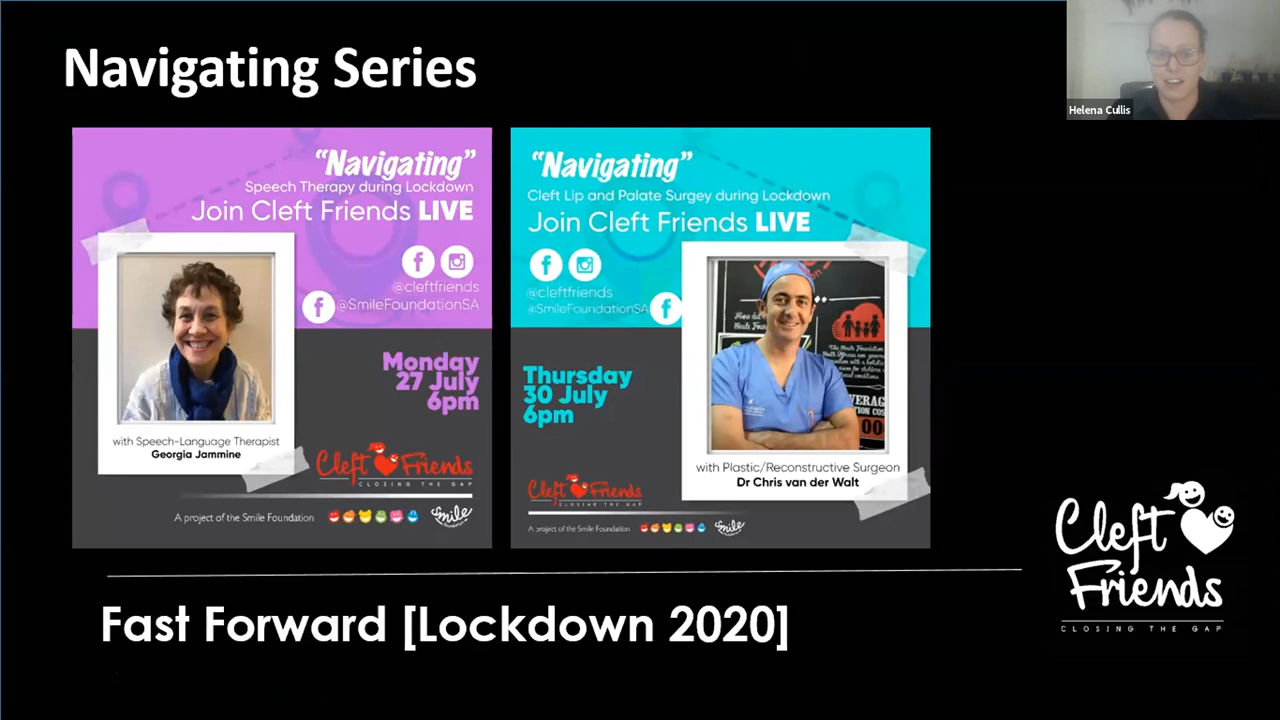 Navigating Series
Helena Cullis
"Navigating"
Speech Therapy during Lockdown
Join Cleft Friends LIVE
@cleftfriends
@SmileFoundationSA
Monday
27 July
6pm
with Speech-Language Therapist
Georgia Jammine
Cleft Friends
CLOSING THE GAP
A project of the Smile Foundation
Smile
"Navigating"
Cleft Lip and Palate Surgey during Lockdown
Join Cleft Friends LIVE
@cleftfriends
@SmileFoundationSA
Thursday
30 July
6pm
with Plastic/Reconstructive Surgeon
Dr Chris van der Walt
Cleft Friends
CLOSING THE GAP
A project of the Smile Foundation
Smile
Fast Forward [Lockdown 2020]
Cleft
Friends
CLOSING THE GAP